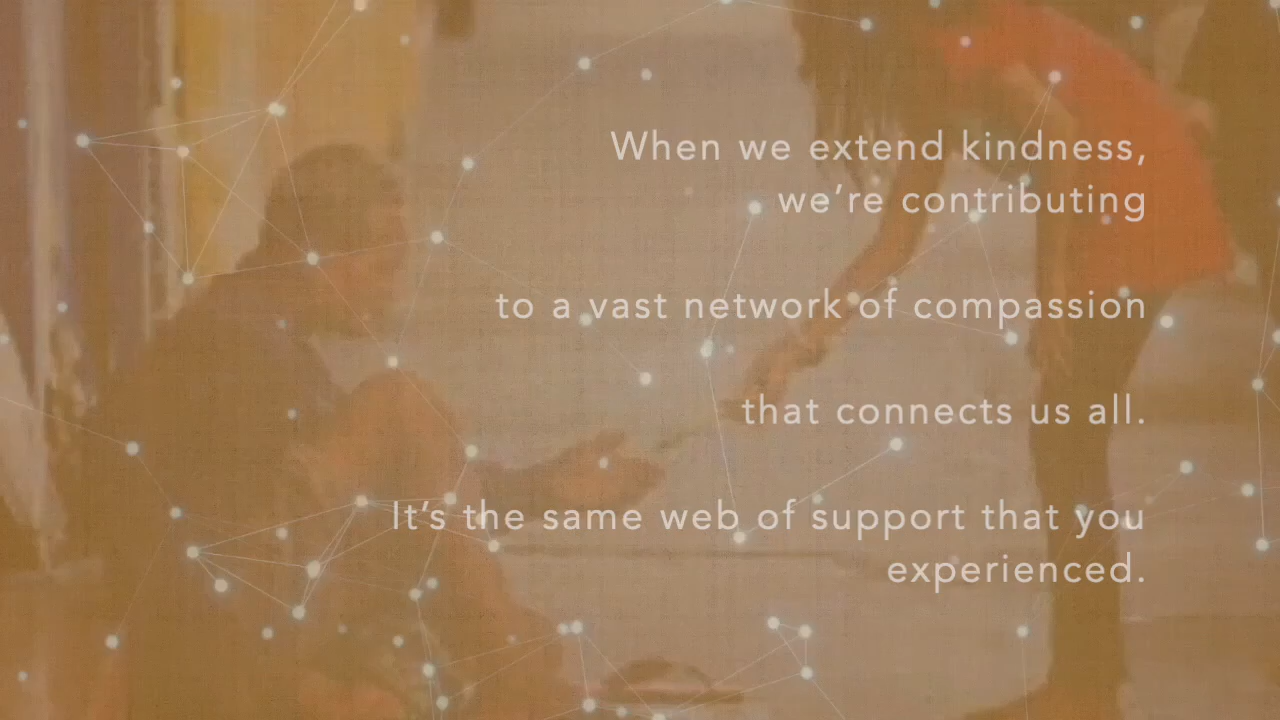 When we extend kindness,
we’re contributing
to a vast network of compassion
that connects us all.
It’s the same web of support that you
experienced.